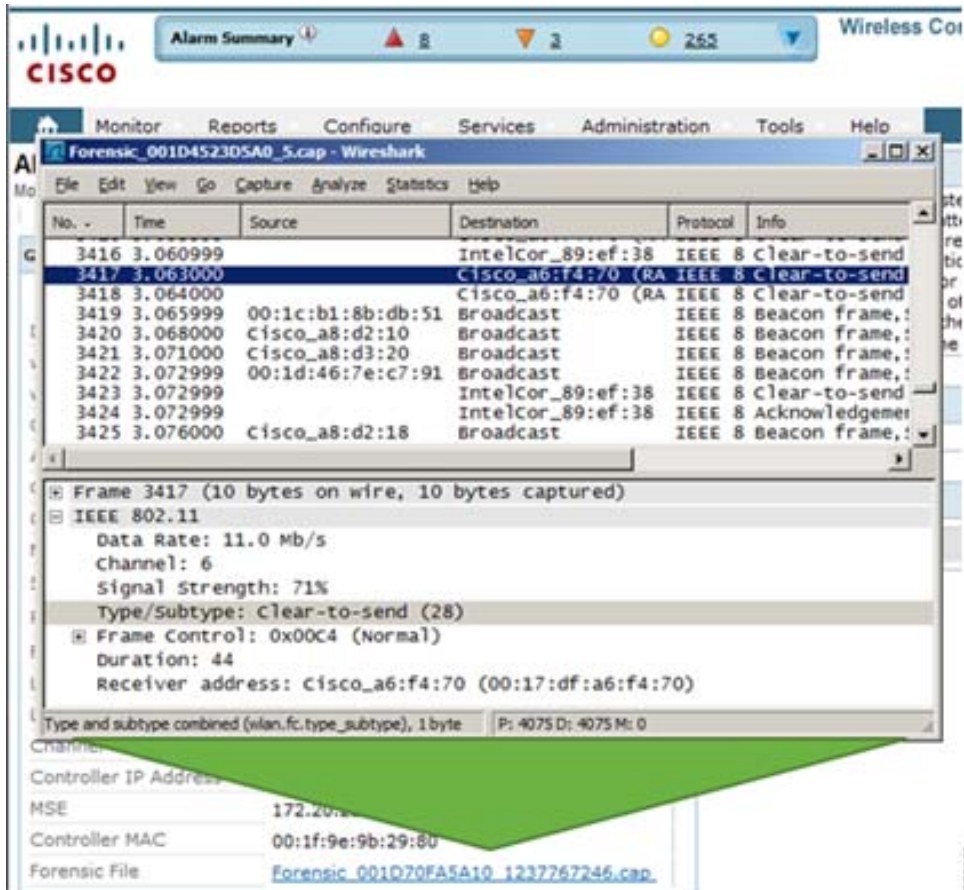 Alarm Summary 8 3 265 Wireless Cor
CISCO
Monitor Reports Configure Services Administration Tools Help
Forensic_001D4523D5A0_5.cap - Wireshark
File Edit View Go Capture Analyze Statistics Help
No. - Time Source Destination Protocol Info
3416 3.060999 IntelCor_89:ef:38 IEEE 8 Clear-to-send
3417 3.063000 Cisco_a6:f4:70 (RA IEEE 8 Clear-to-send
3418 3.064000 Cisco_a6:f4:70 (RA IEEE 8 Clear-to-send
3419 3.065999 00:1c:b1:8b:db:51 Broadcast IEEE 8 Beacon frame,
3420 3.068000 Cisco_a8:d2:10 Broadcast IEEE 8 Beacon frame,
3421 3.071000 Cisco_a8:d3:20 Broadcast IEEE 8 Beacon frame,
3422 3.072999 00:1d:46:7e:c7:91 Broadcast IEEE 8 Beacon frame,
3423 3.072999 IntelCor_89:ef:38 IEEE 8 Clear-to-send
3424 3.072999 IntelCor_89:ef:38 IEEE 8 Acknowledgemen
3425 3.076000 Cisco_a8:d2:18 Broadcast IEEE 8 Beacon frame,
Frame 3417 (10 bytes on wire, 10 bytes captured)
IEEE 802.11
Data Rate: 11.0 Mb/s
Channel: 6
Signal Strength: 71%
Type/Subtype: Clear-to-send (28)
Frame Control: 0x00C4 (Normal)
Duration: 44
Receiver address: Cisco_a6:f4:70 (00:17:df:a6:f4:70)
Type and subtype combined (wlan.fc.type_subtype), 1 byte P: 4075 D: 4075 M: 0
Channel
Controller IP Address
MSE 172.20.
Controller MAC 00:1f:9e:9b:29:80
Forensic File Forensic_001D70FA5A10_1237767246.cap